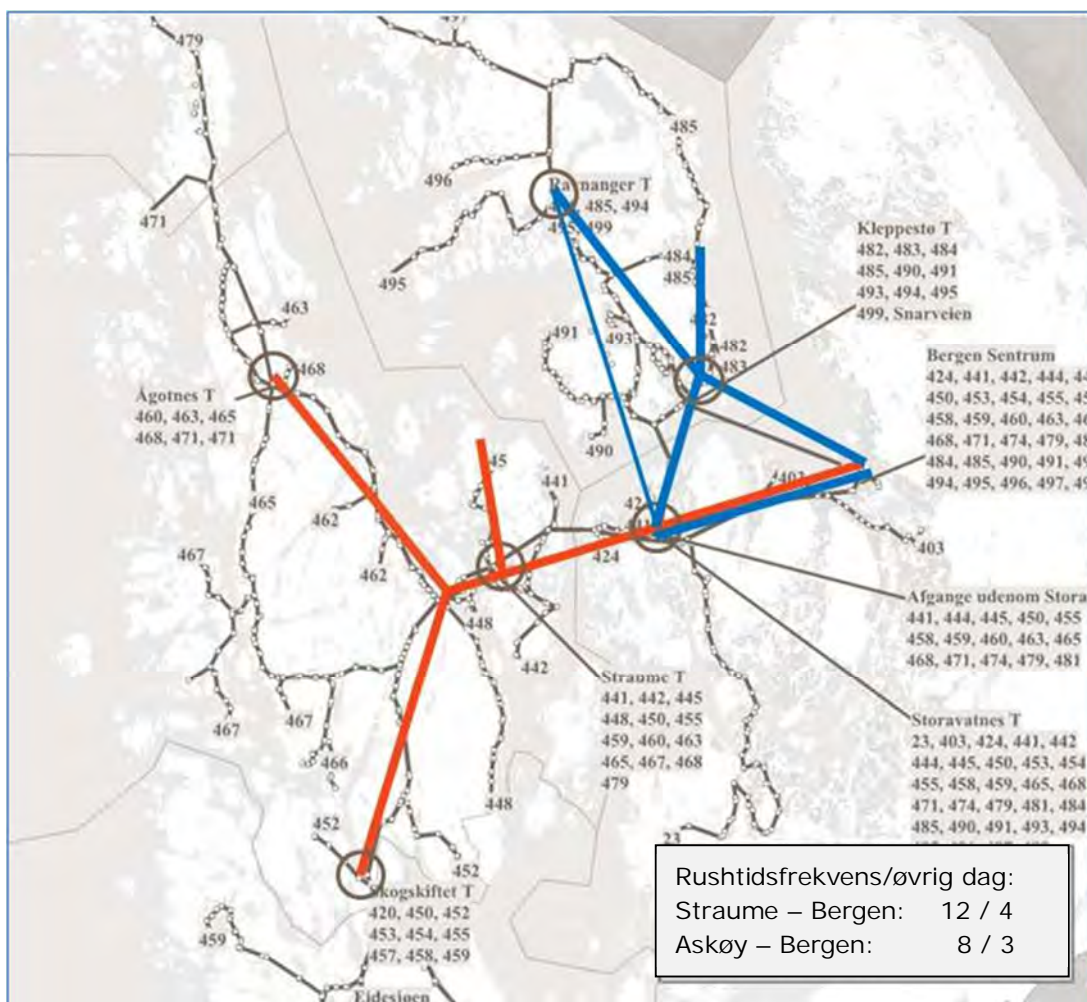 479
485
496
Ravnanger T
485, 494
499
471
495
484
485
Kleppestø T
482, 483, 484
485, 490, 491
493, 494, 495
499, Snarveien
463
491
493
482
483
468
Bergen Sentrum
424, 441, 442, 444,
450, 453, 454, 455,
458, 459, 460, 463,
468, 471, 474, 479,
484, 485, 490, 491,
494, 495, 496, 497,
Ågotnes T
460, 463, 465
468, 471, 471
490
465
441
462
424
403
403
467
462
448
442
Afgange udenom
441, 444, 445, 450, 455
458, 459, 460, 463, 465
468, 471, 474, 479, 481
Straume T
441, 442, 445
448, 450, 455
459, 460, 463
465, 467, 468
479
467
467
466
Storavatnes T
23, 403, 424, 441, 442
444, 445, 450, 453, 454
455, 458, 459, 465, 468
471, 474, 479, 481, 484
485, 490, 491, 493, 494
448
452
23
452
Skogskiftet T
420, 450, 452
453, 454, 455
457, 458, 459
459
Eidesjøen
Rushtidsfrekvens/øvrig dag:
Straume – Bergen: 12 / 4
Askøy – Bergen: 8 / 3